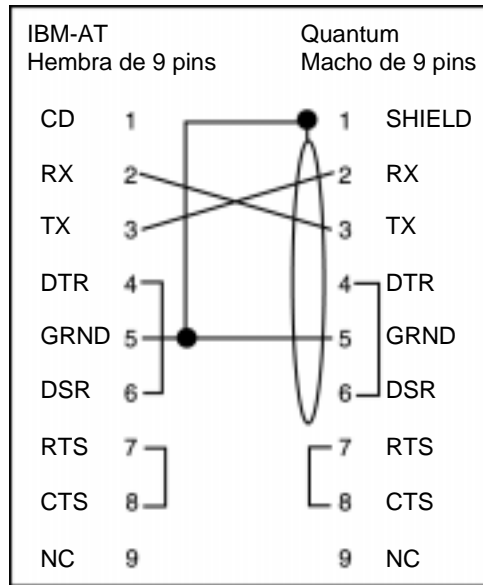 IBM-AT Quantum
Hembra de 9 pins Macho de 9 pins
CD 1 1 SHIELD
RX 2 2 RX
TX 3 3 TX
DTR 4 4 DTR
GRND 5 5 GRND
DSR 6 6 DSR
RTS 7 7 RTS
CTS 8 8 CTS
NC 9 9 NC